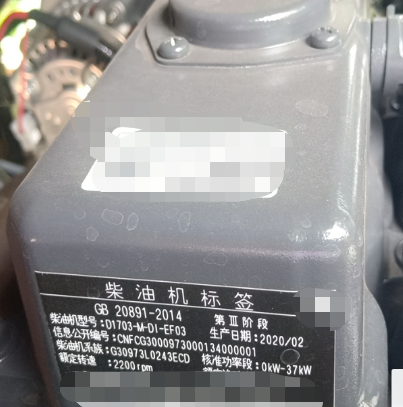 柴油机标签
GB 20891-2014 第Ⅲ阶段
柴油机型号:D1703-M-DI-EF03 生产日期:2020/02
信息公开编号:CNFCG3000973000134000001
柴油机系族:G30973L0243ECD 核准功率段:0kW-37kW
额定转速:2200rpm